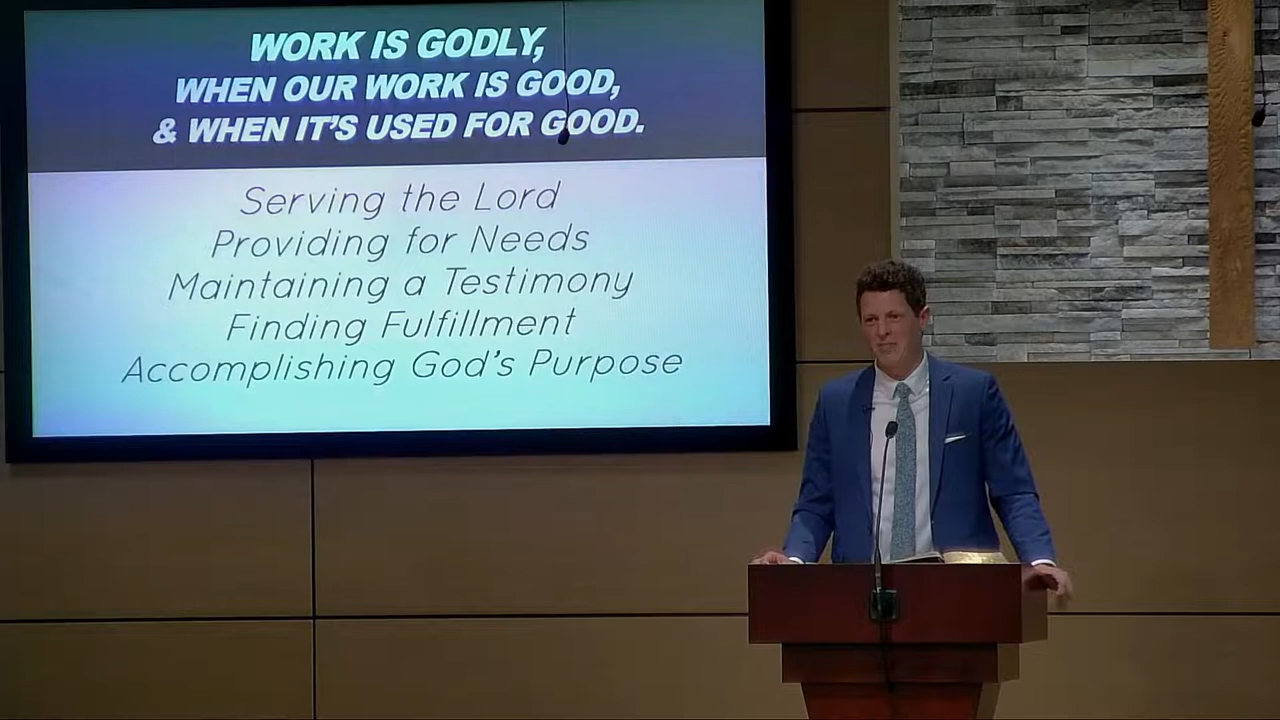 WORK IS GODLY,
WHEN OUR WORK IS GOOD,
& WHEN IT'S USED FOR GOOD.
Serving the Lord
Providing for Needs
Maintaining a Testimony
Finding Fulfillment
Accomplishing God's Purpose